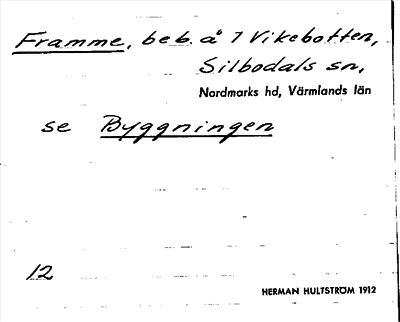 Framme, beb. å 7 Vikebotten,
Silbodals sn,
Nordmarks hd, Värmlands län
se Byggningen
12
HERMAN HULTSTRÖM 1912